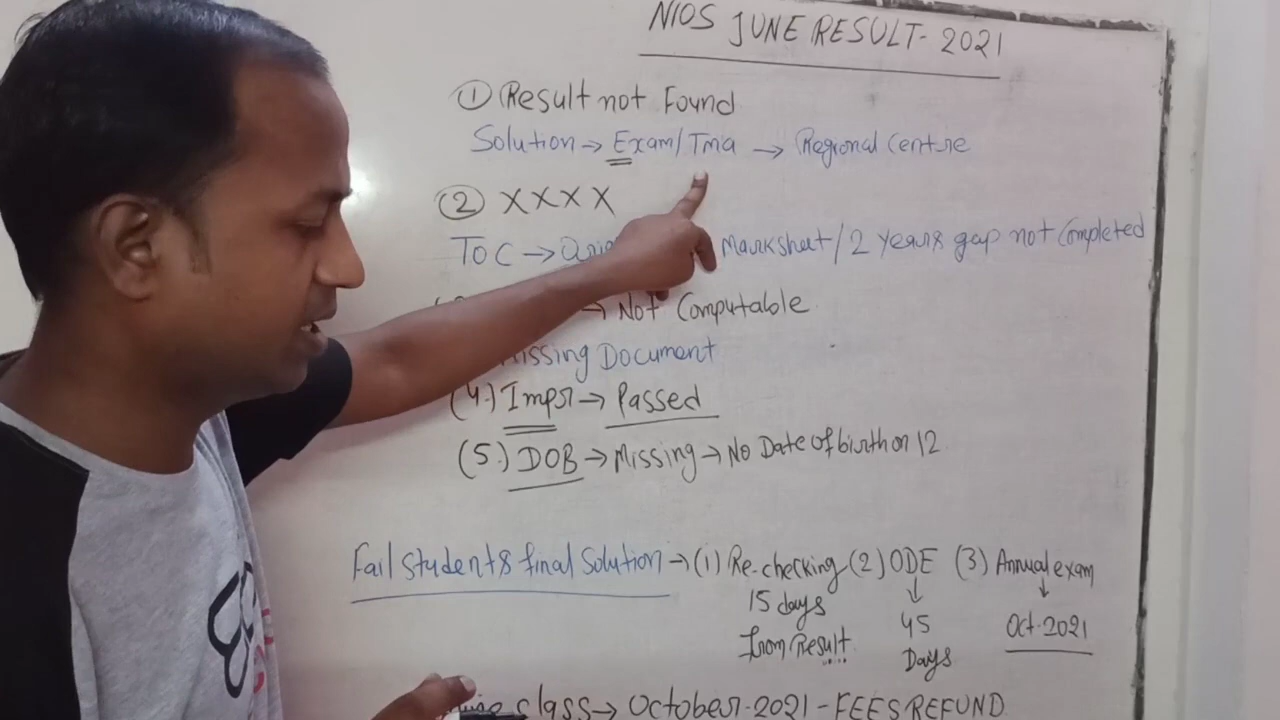 NIOS JUNE RESULT- 2021
① Result not Found
Solution → Exam/Tma → Regional Centre
② X X X X
TOC → Marksheet / 2 years gap not Completed
→ Not Computable
Missing Document
(4.) Impr → Passed
(5.) DOB → Missing → No Date of birth on 12
Fail Students final Solution → (1) Re-checking (2) ODE (3) Annual exam
15 days
from Result
45
Days
Oct-2021
class → October-2021 - FEES REFUND